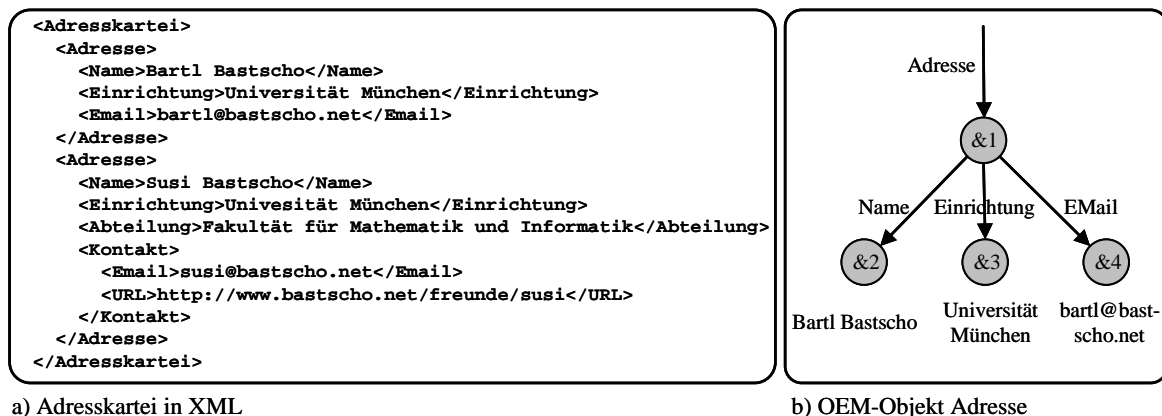 <Adresskartei>
<Adresse>
<Name>Bartl Bastscho</Name>
<Einrichtung>Universität München</Einrichtung>
<Email>bartl@bastscho.net</Email>
</Adresse>
<Adresse>
<Name>Susi Bastscho</Name>
<Einrichtung>Univesität München</Einrichtung>
<Abteilung>Fakultät für Mathematik und Informatik</Abteilung>
<Kontakt>
<Email>susi@bastscho.net</Email>
<URL>http://www.bastscho.net/freunde/susi</URL>
</Kontakt>
</Adresse>
</Adresskartei>
a) Adresskartei in XML
Adresse
&1
Name Einrichtung EMail
&2 &3 &4
Bartl Bastscho
Universität
München
bartl@bast-
scho.net
b) OEM-Objekt Adresse